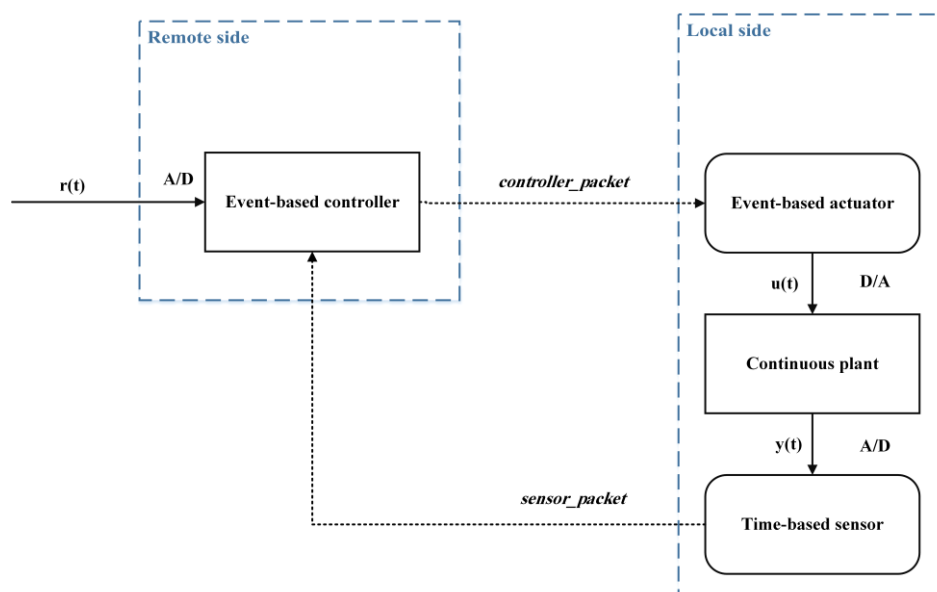 Remote side
Local side
r(t)
A/D
Event-based controller
controller_packet
Event-based actuator
u(t)
D/A
Continuous plant
y(t)
A/D
sensor_packet
Time-based sensor